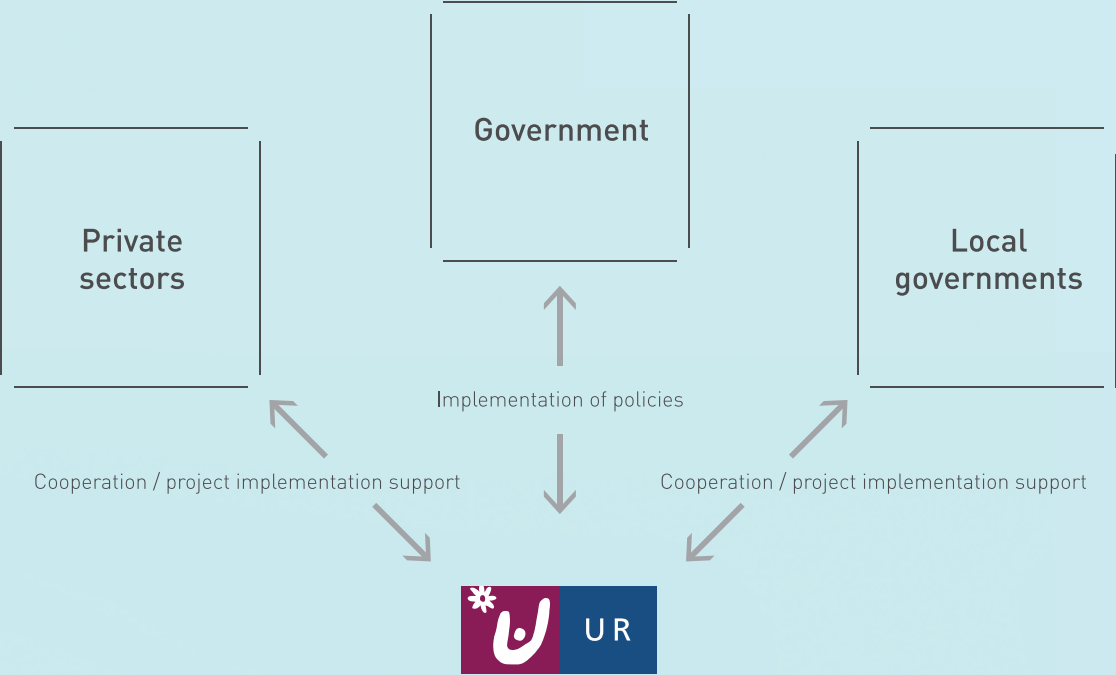 Government
Private
sectors
Local
governments
Implementation of policies
Cooperation / project implementation support
Cooperation / project implementation support
UR